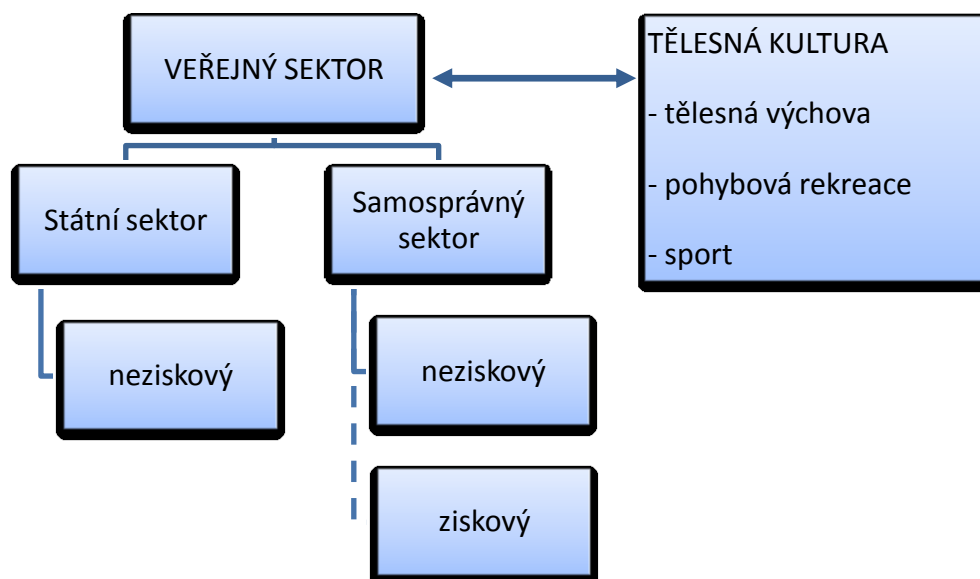 VEŘEJNÝ SEKTOR
TĚLESNÁ KULTURA
- tělesná výchova
- pohybová rekreace
- sport
Státní sektor
Samosprávný
sektor
neziskový
neziskový
ziskový